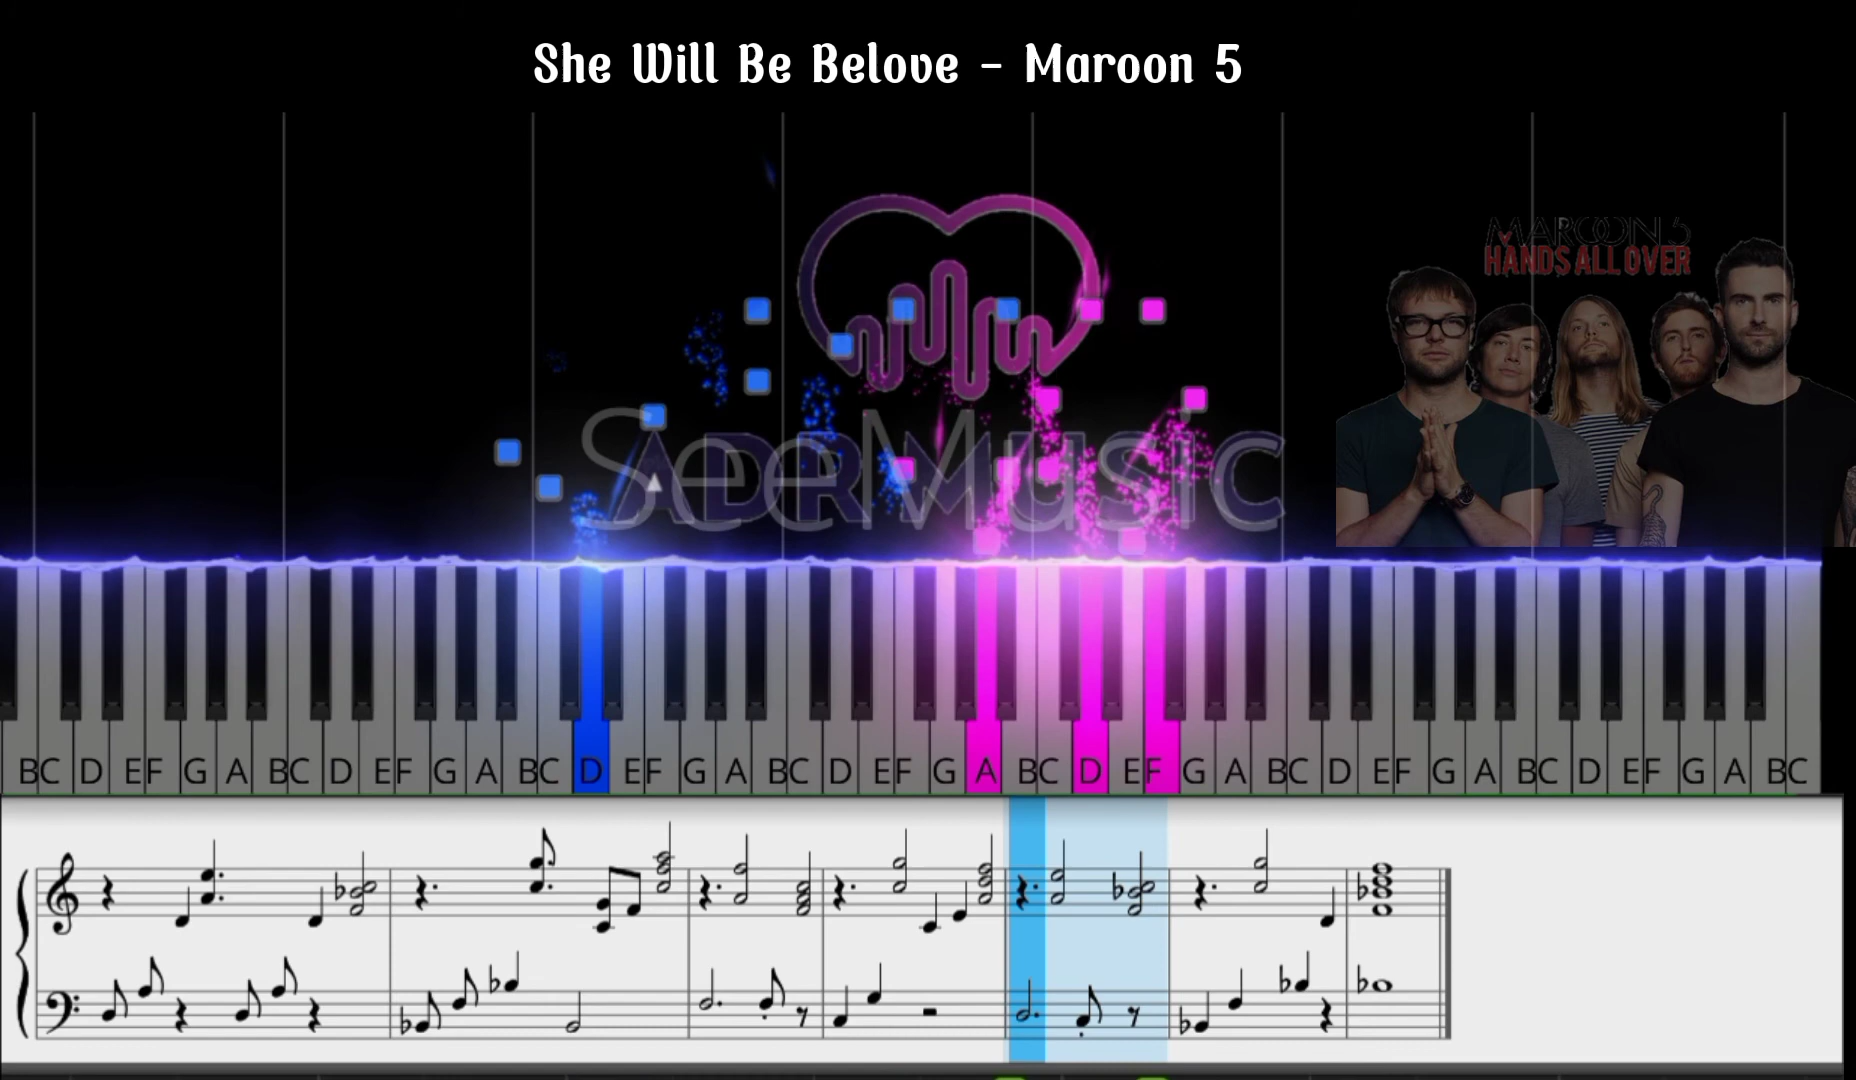 She Will Be Belove - Maroon 5
MAROON 5
HANDS ALL OVER
SeeMusic
BC D EF G A BC D EF G A BC D EF G A BC D EF G A BC D EF G A BC D EF G A BC D EF G A BC